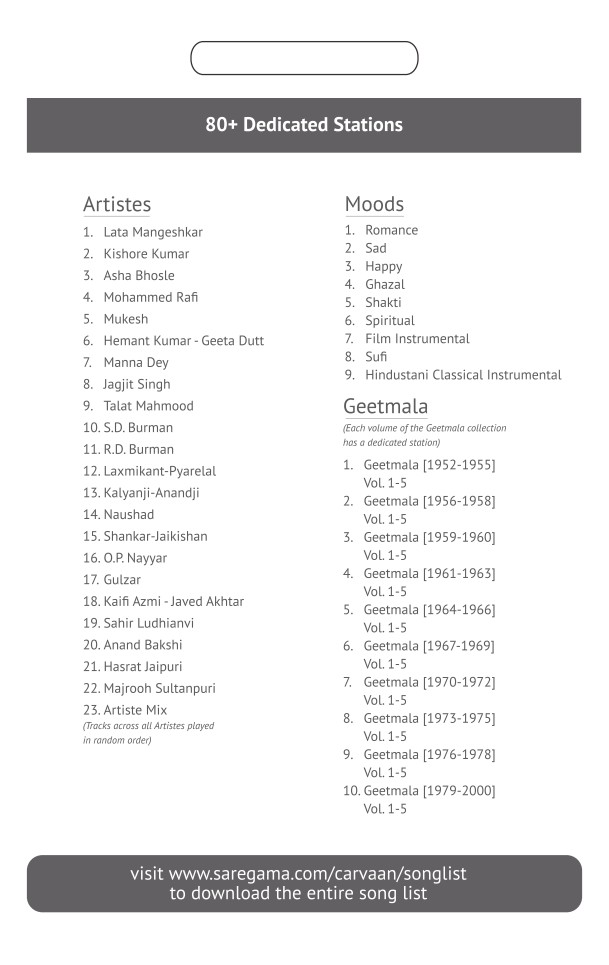 80+ Dedicated Stations
Artistes
1. Lata Mangeshkar
2. Kishore Kumar
3. Asha Bhosle
4. Mohammed Rafi
5. Mukesh
6. Hemant Kumar - Geeta Dutt
7. Manna Dey
8. Jagjit Singh
9. Talat Mahmood
10. S.D. Burman
11. R.D. Burman
12. Laxmikant-Pyarelal
13. Kalyanji-Anandji
14. Naushad
15. Shankar-Jaikishan
16. O.P. Nayyar
17. Gulzar
18. Kaifi Azmi - Javed Akhtar
19. Sahir Ludhianvi
20. Anand Bakshi
21. Hasrat Jaipuri
22. Majrooh Sultanpuri
23. Artiste Mix
(Tracks across all Artistes played
in random order)
Moods
1. Romance
2. Sad
3. Happy
4. Ghazal
5. Shakti
6. Spiritual
7. Film Instrumental
8. Sufi
9. Hindustani Classical Instrumental
Geetmala
(Each volume of the Geetmala collection
has a dedicated station)
1. Geetmala [1952-1955]
Vol. 1-5
2. Geetmala [1956-1958]
Vol. 1-5
3. Geetmala [1959-1960]
Vol. 1-5
4. Geetmala [1961-1963]
Vol. 1-5
5. Geetmala [1964-1966]
Vol. 1-5
6. Geetmala [1967-1969]
Vol. 1-5
7. Geetmala [1970-1972]
Vol. 1-5
8. Geetmala [1973-1975]
Vol. 1-5
9. Geetmala [1976-1978]
Vol. 1-5
10. Geetmala [1979-2000]
Vol. 1-5
visit www.saregama.com/carvaan/songlist
to download the entire song list